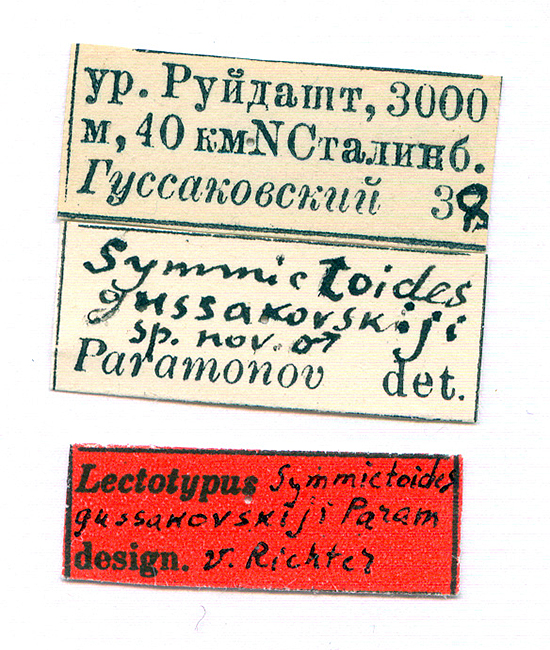 ур. Руйдашт, 3000
м, 40 км N Сталинб.
Гуссаковский 38
Symmictoides
gussakovskiji
sp. nov. ♂
Paramonov det.
Lectotypus Symmictoides
gussakovskiji Param
design. V. Richter